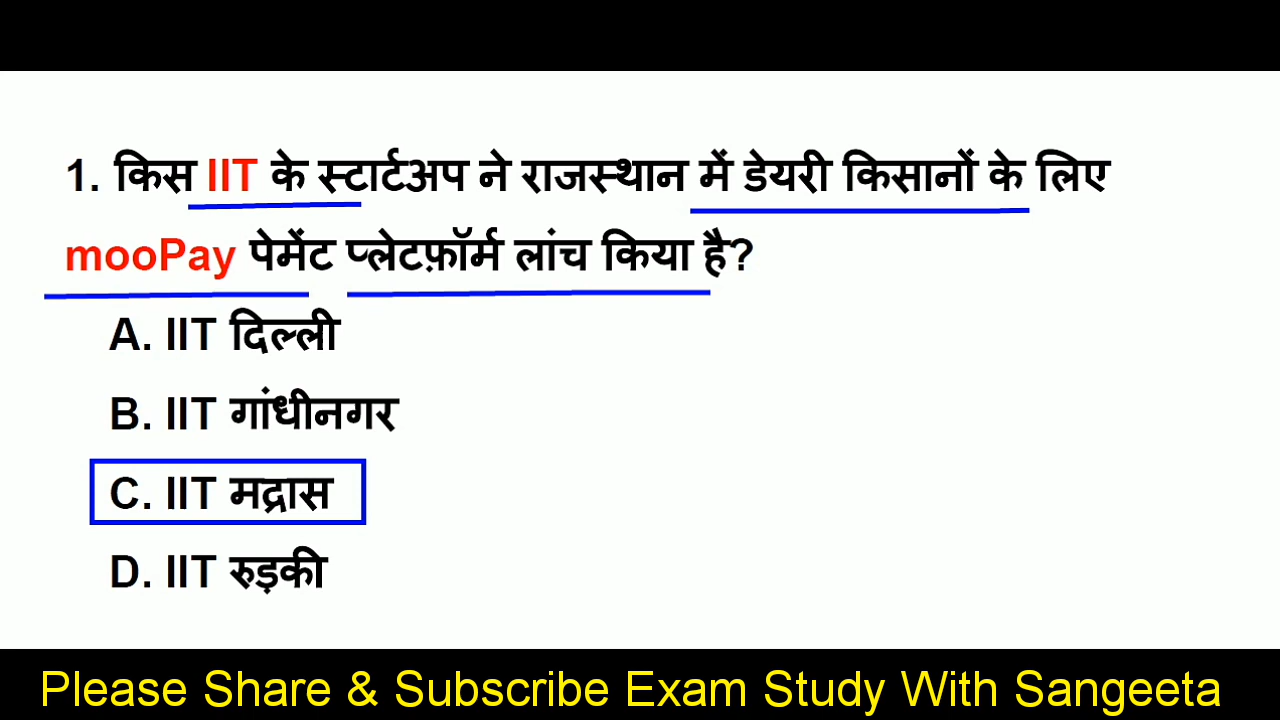 1. किस IIT के स्टार्टअप ने राजस्थान में डेयरी किसानों के लिए
mooPay पेमेंट प्लेटफ़ॉर्म लांच किया है?
A. IIT दिल्ली
B. IIT गांधीनगर
C. IIT मद्रास
D. IIT रुड़की
Please Share & Subscribe Exam Study With Sangeeta